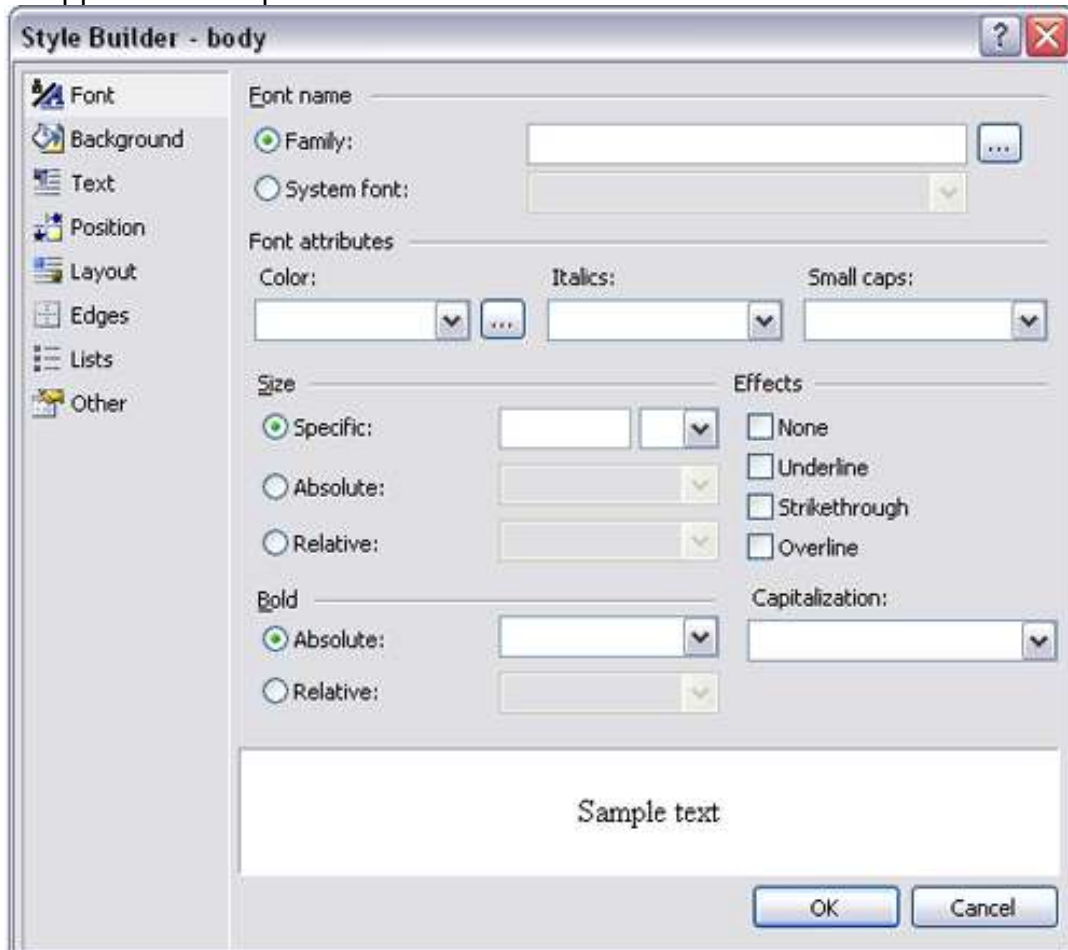 Style Builder - body
Font
Background
Text
Position
Layout
Edges
Lists
Other
Font name
Family:
...
System font:
Font attributes
Color:
Italics:
Small caps:
...
Size
Effects
Specific:
None
Underline
Absolute:
Strikethrough
Relative:
Overline
Bold
Capitalization:
Absolute:
Relative:
Sample text
OK
Cancel